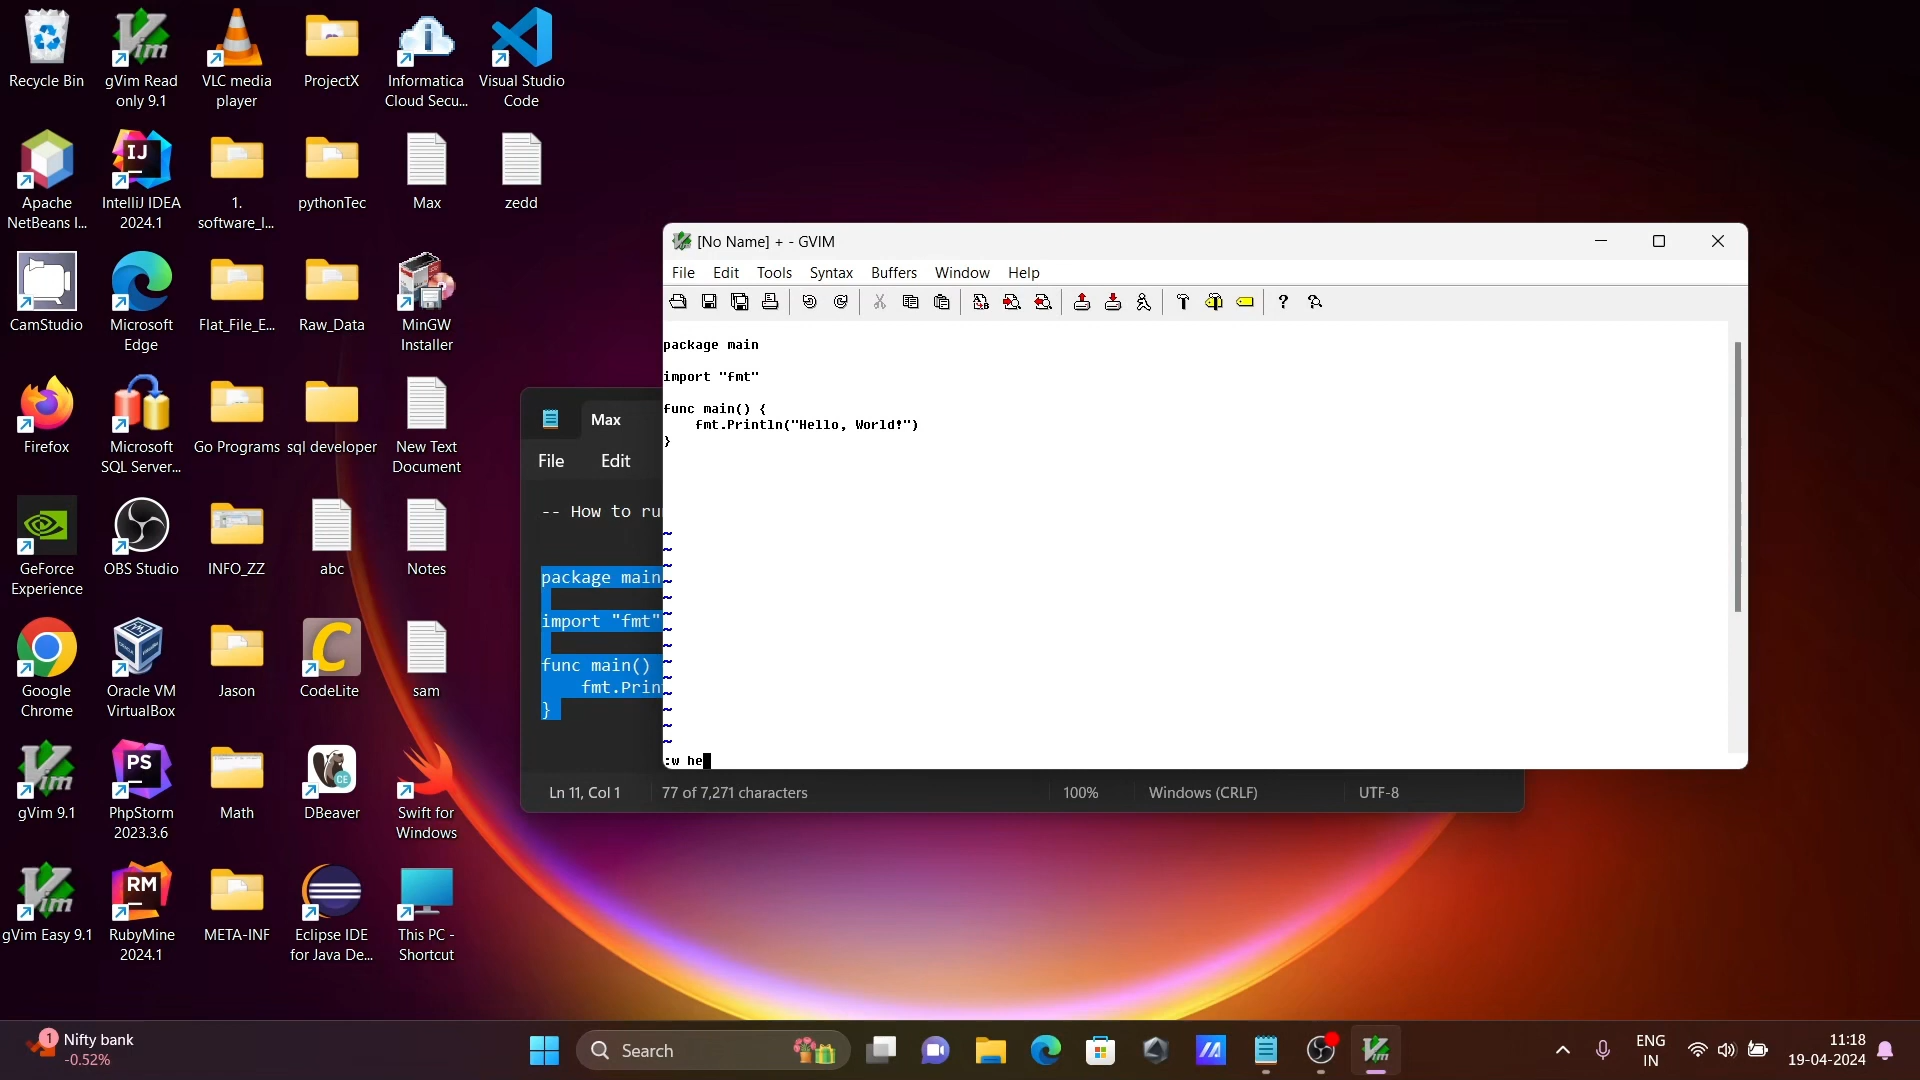 Recycle Bin
gVim Read
only 9.1
VLC media
player
ProjectX
Informatica
Cloud Secu...
Visual Studio
Code
Apache
NetBeans I...
IJ
IntelliJ IDEA
2024.1
1.
software_l...
pythonTec
Max
zedd
CamStudio
Microsoft
Edge
Flat_File_E...
Raw_Data
MinGW
Installer
Firefox
Microsoft
SQL Server...
Go Programs
sql developer
New Text
Document
GeForce
Experience
OBS Studio
INFO_ZZ
abc
Notes
Google
Chrome
Oracle VM
VirtualBox
Jason
C
CodeLite
sam
gVim 9.1
PS
PhpStorm
2023.3.6
Math
CE
DBeaver
Swift for
Windows
gVim Easy 9.1
RM
RubyMine
2024.1
META-INF
Eclipse IDE
for Java De...
This PC -
Shortcut
[No Name] + - GVIM
File Edit Tools Syntax Buffers Window Help
package main
import "fmt"
func main() {
    fmt.Println("Hello, World!")
}
~
~
~
~
~
~
~
~
~
~
~
~
~
~
:w he
Max
File Edit
-- How to ru
package main
import "fmt"
func main()
    fmt.Prin
}
Ln 11, Col 1
77 of 7,271 characters
100%
Windows (CRLF)
UTF-8
1
Nifty bank
-0.52%
Search
ENG
IN
11:18
19-04-2024